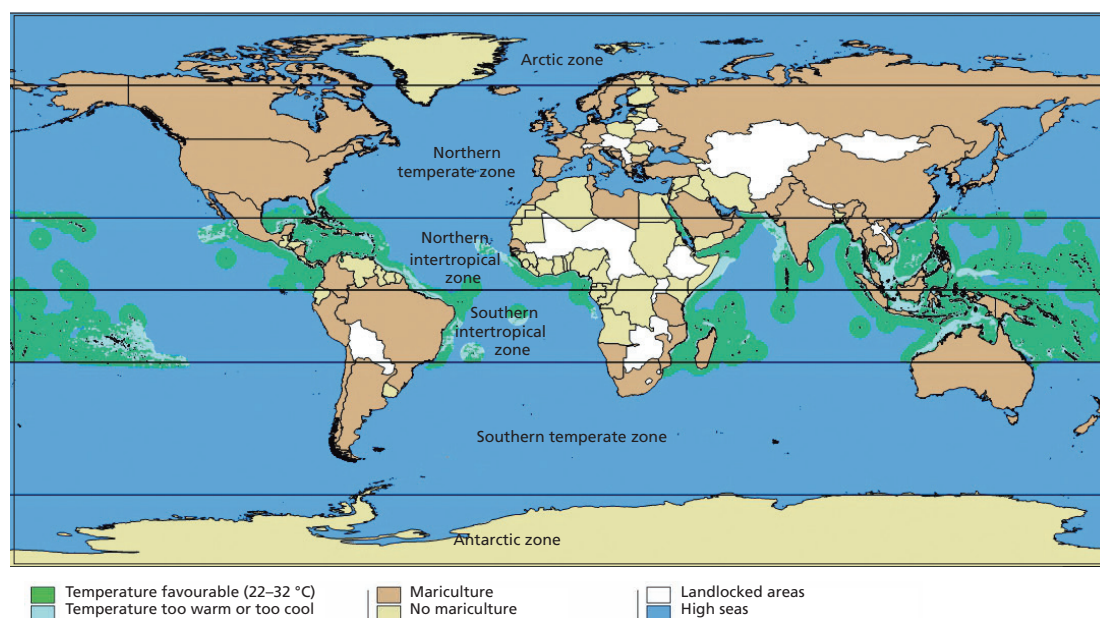 Arctic zone
Northern
temperate zone
Northern
intertropical
zone
Southern
intertropical
zone
Southern temperate zone
Antarctic zone
Temperature favourable (22–32 °C)
Temperature too warm or too cool
Mariculture
No mariculture
Landlocked areas
High seas